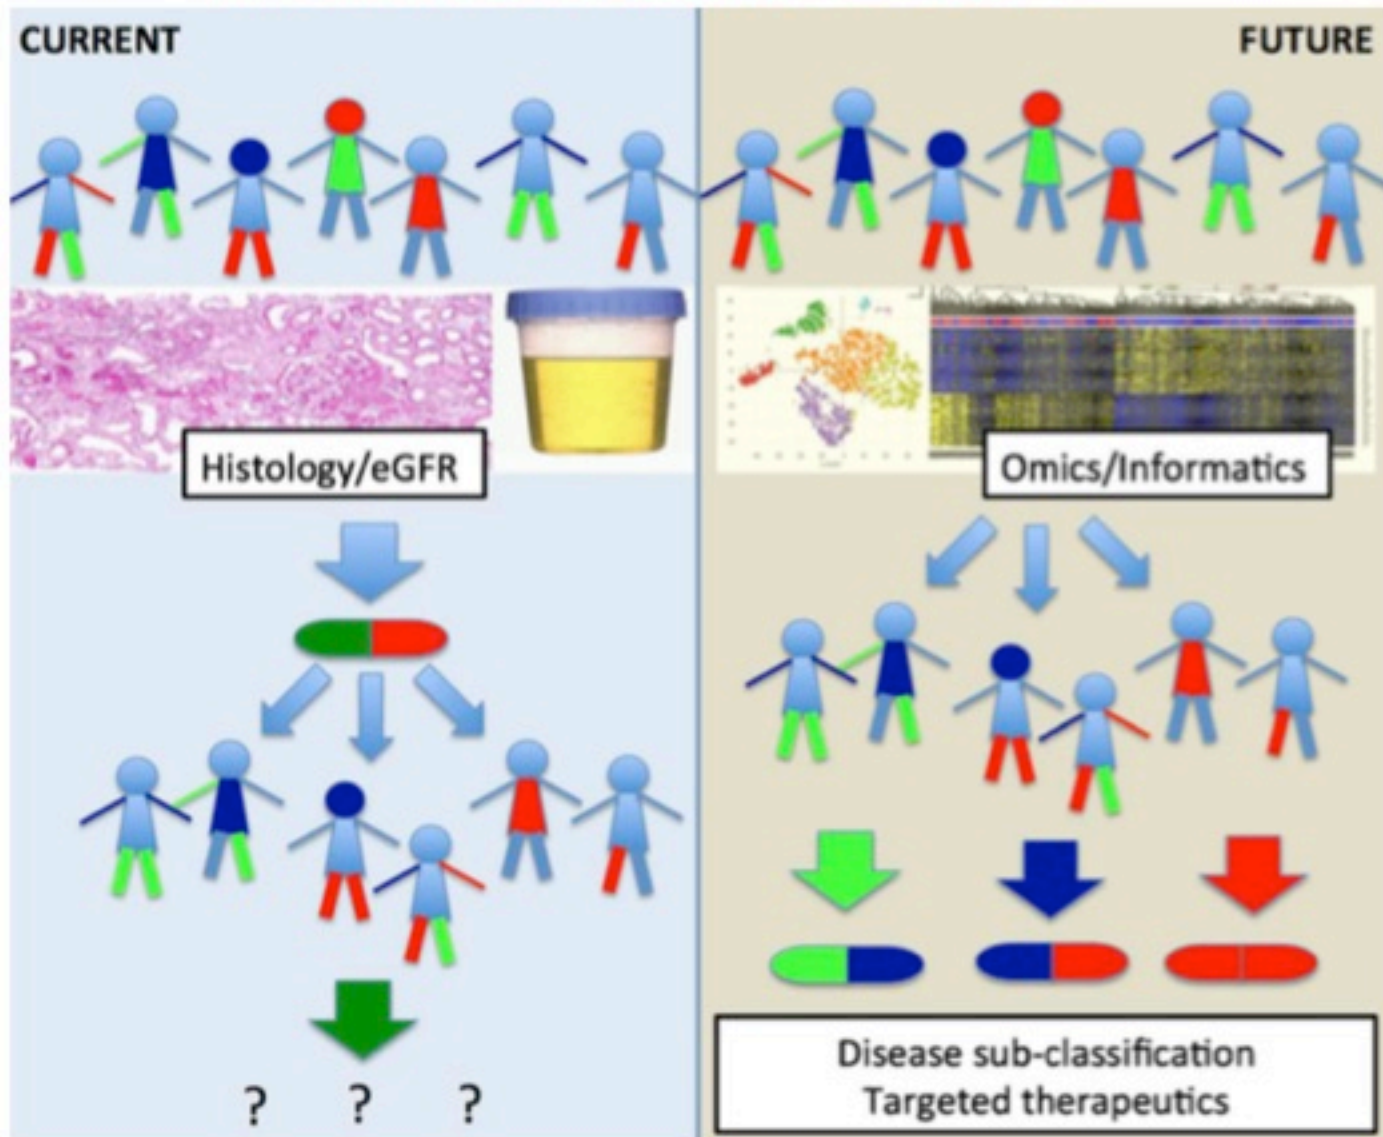 CURRENT
FUTURE
Histology/eGFR
Omics/Informatics
? ? ?
Disease sub-classification
Targeted therapeutics